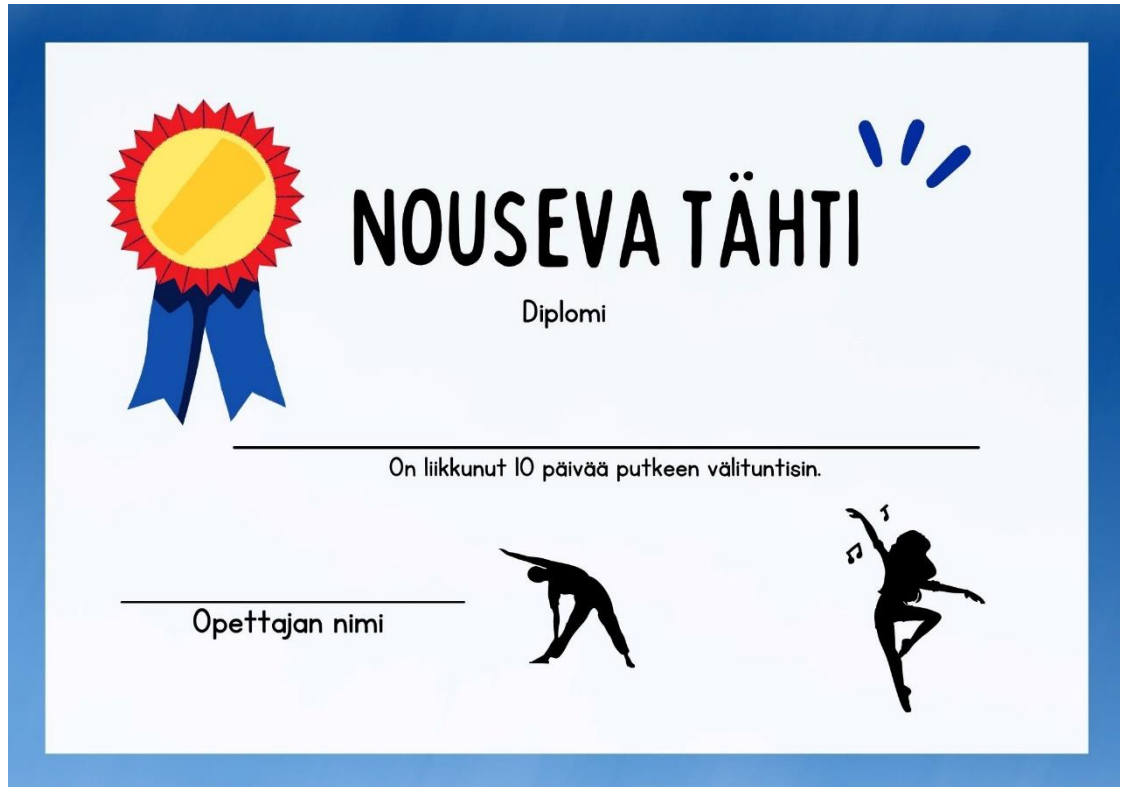 NOUSEVA TÄHTI
Diplomi
On liikkunut 10 päivää putkeen välituntisin.
Opettajan nimi